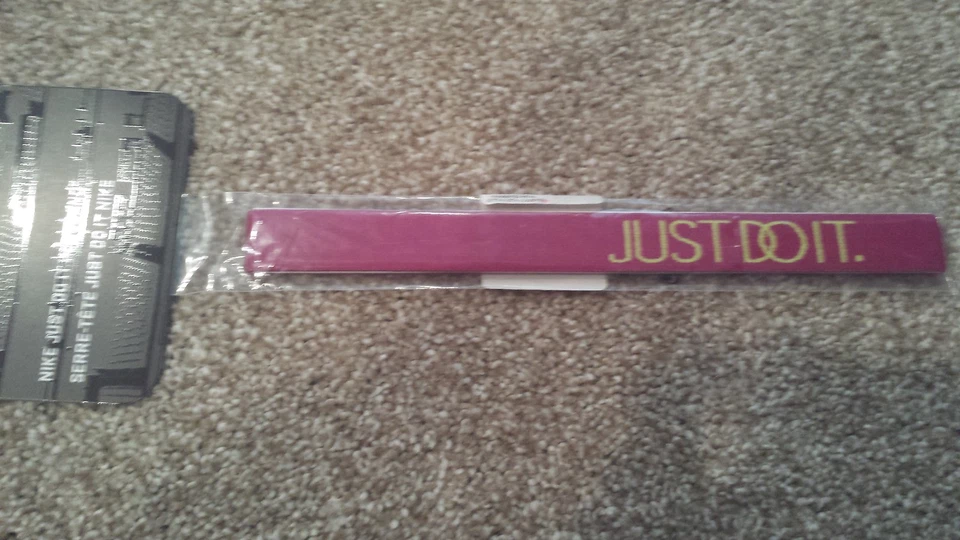 JUST DO IT.
NIKE JUST DO IT
SERRE-TÊTE JUST DO IT NIKE